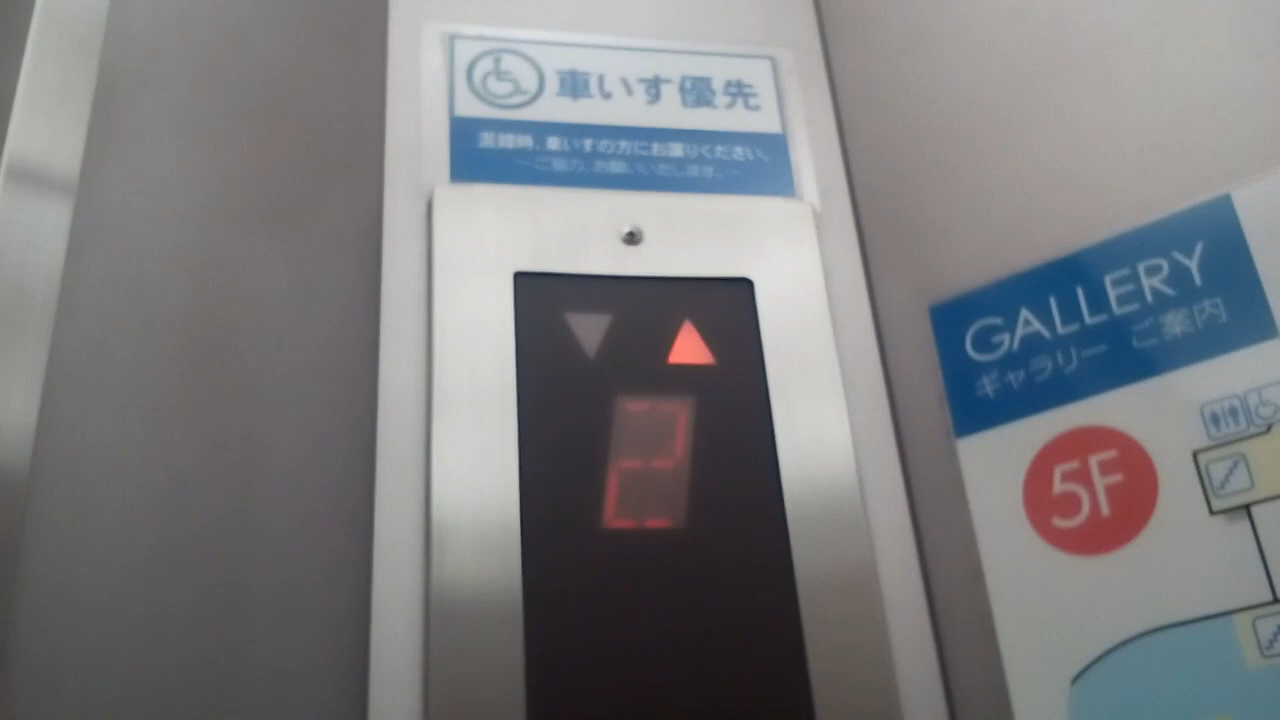 車いす優先
混雑時、車いすの方にお譲りください。
～ご協力、お願いいたします。～
2
GALLERY
ギャラリー ご案内
5F